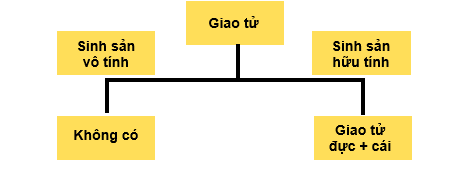 Giao tử
Sinh sản
vô tính
Sinh sản
hữu tính
Không có
Giao tử
đực + cái